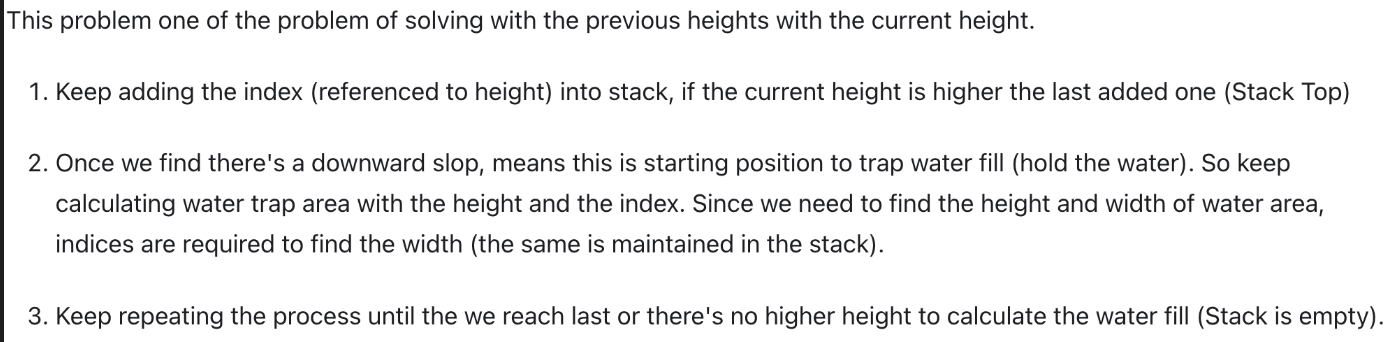 This problem one of the problem of solving with the previous heights with the current height.
1. Keep adding the index (referenced to height) into stack, if the current height is higher the last added one (Stack Top)
2. Once we find there's a downward slop, means this is starting position to trap water fill (hold the water). So keep
calculating water trap area with the height and the index. Since we need to find the height and width of water area,
indices are required to find the width (the same is maintained in the stack).
3. Keep repeating the process until the we reach last or there's no higher height to calculate the water fill (Stack is empty).